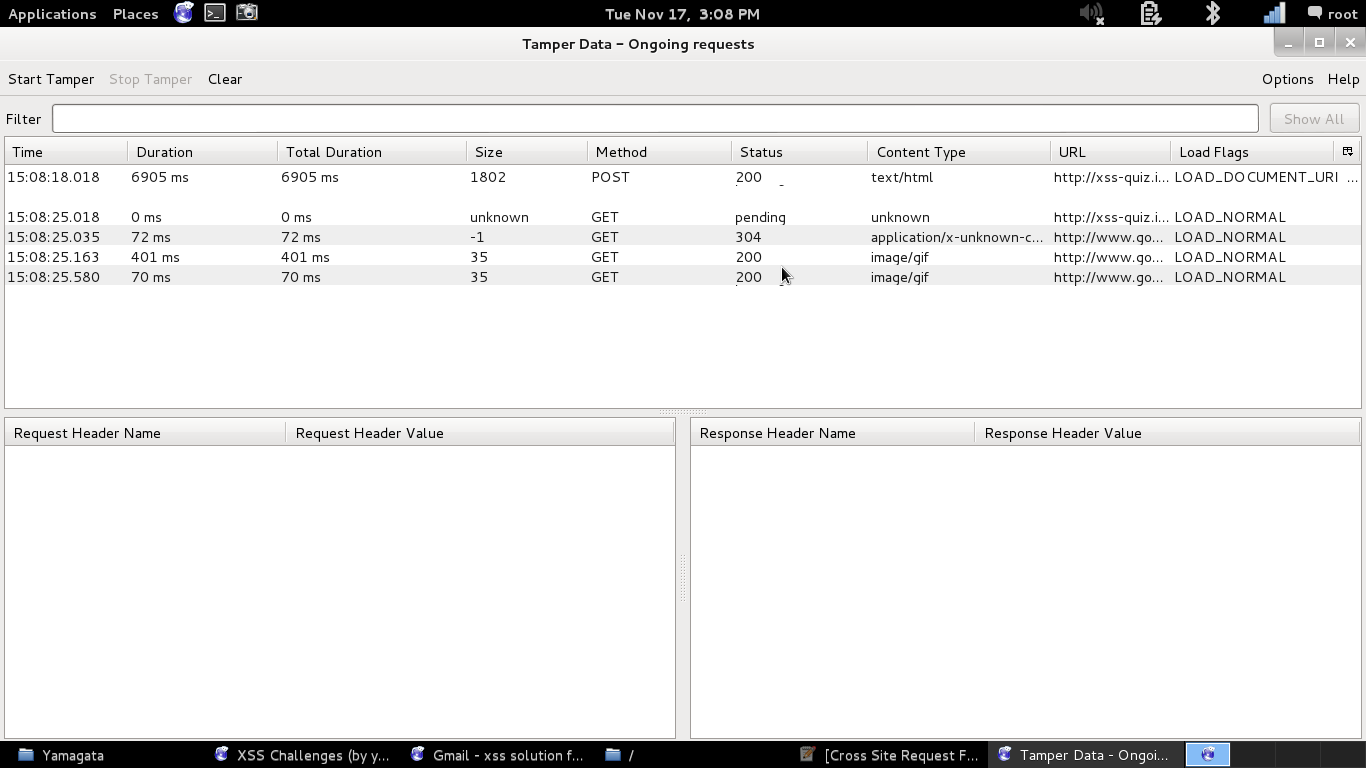 Applications Places Tue Nov 17, 3:08 PM root
Tamper Data - Ongoing requests
Start Tamper Stop Tamper Clear Options Help
Filter Show All
Time Duration Total Duration Size Method Status Content Type URL Load Flags
15:08:18.018 6905 ms 6905 ms 1802 POST 200 text/html http://xss-quiz.i... LOAD_DOCUMENT_URI ...
15:08:25.018 0 ms 0 ms unknown GET pending unknown http://xss-quiz.i... LOAD_NORMAL
15:08:25.035 72 ms 72 ms -1 GET 304 application/x-unknown-c... http://www.go... LOAD_NORMAL
15:08:25.163 401 ms 401 ms 35 GET 200 image/gif http://www.go... LOAD_NORMAL
15:08:25.580 70 ms 70 ms 35 GET 200 image/gif http://www.go... LOAD_NORMAL
Request Header Name Request Header Value Response Header Name Response Header Value
Yamagata XSS Challenges (by y... Gmail - xss solution f... / [Cross Site Request F... Tamper Data - Ongoi...